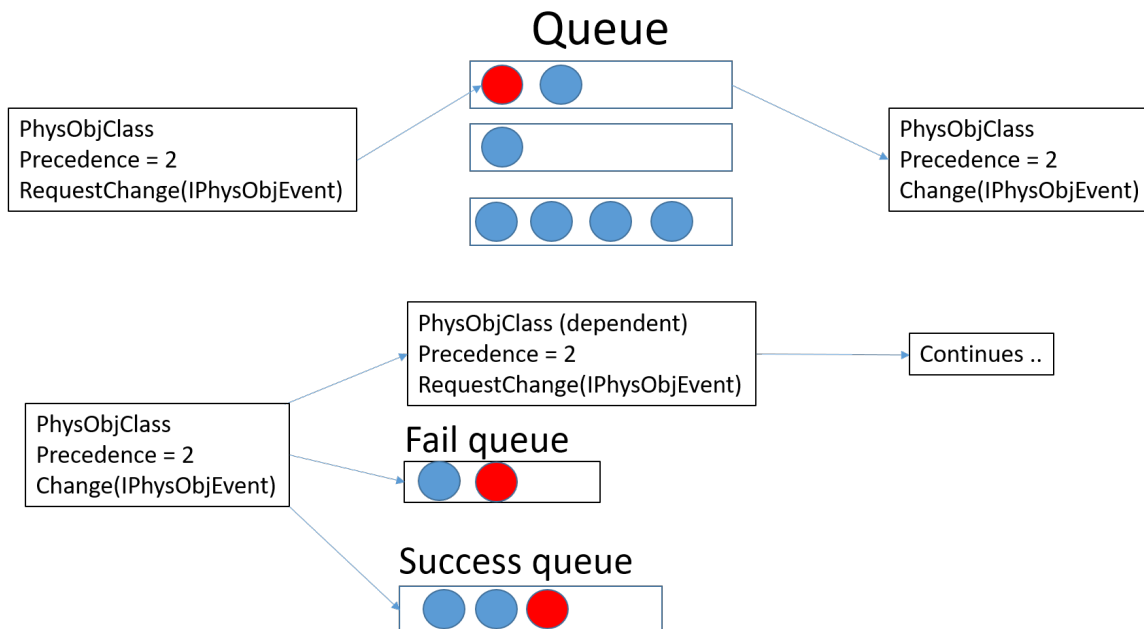 Queue
PhysObjClass
Precedence = 2
RequestChange(IPhysObjEvent)
PhysObjClass
Precedence = 2
Change(IPhysObjEvent)
PhysObjClass (dependent)
Precedence = 2
RequestChange(IPhysObjEvent)
Continues ..
PhysObjClass
Precedence = 2
Change(IPhysObjEvent)
Fail queue
Success queue